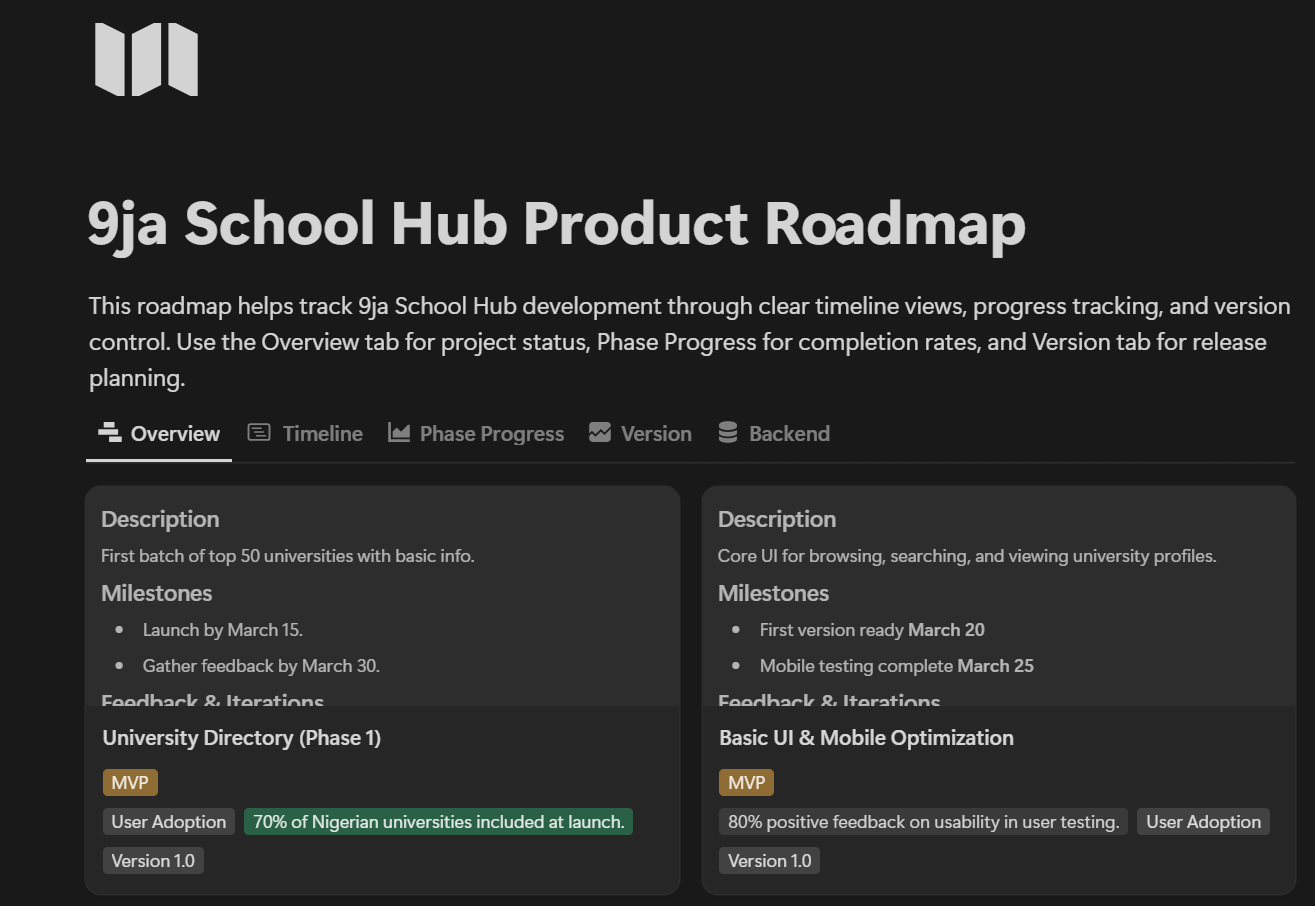 9ja School Hub Product Roadmap
This roadmap helps track 9ja School Hub development through clear timeline views, progress tracking, and version
control. Use the Overview tab for project status, Phase Progress for completion rates, and Version tab for release
planning.
Overview Timeline Phase Progress Version Backend
Description
First batch of top 50 universities with basic info.
Milestones
• Launch by March 15.
• Gather feedback by March 30.
Feedback & Iterations
University Directory (Phase 1)
MVP
User Adoption 70% of Nigerian universities included at launch.
Version 1.0
Description
Core UI for browsing, searching, and viewing university profiles.
Milestones
• First version ready March 20
• Mobile testing complete March 25
Feedback & Iterations
Basic UI & Mobile Optimization
MVP
80% positive feedback on usability in user testing. User Adoption
Version 1.0